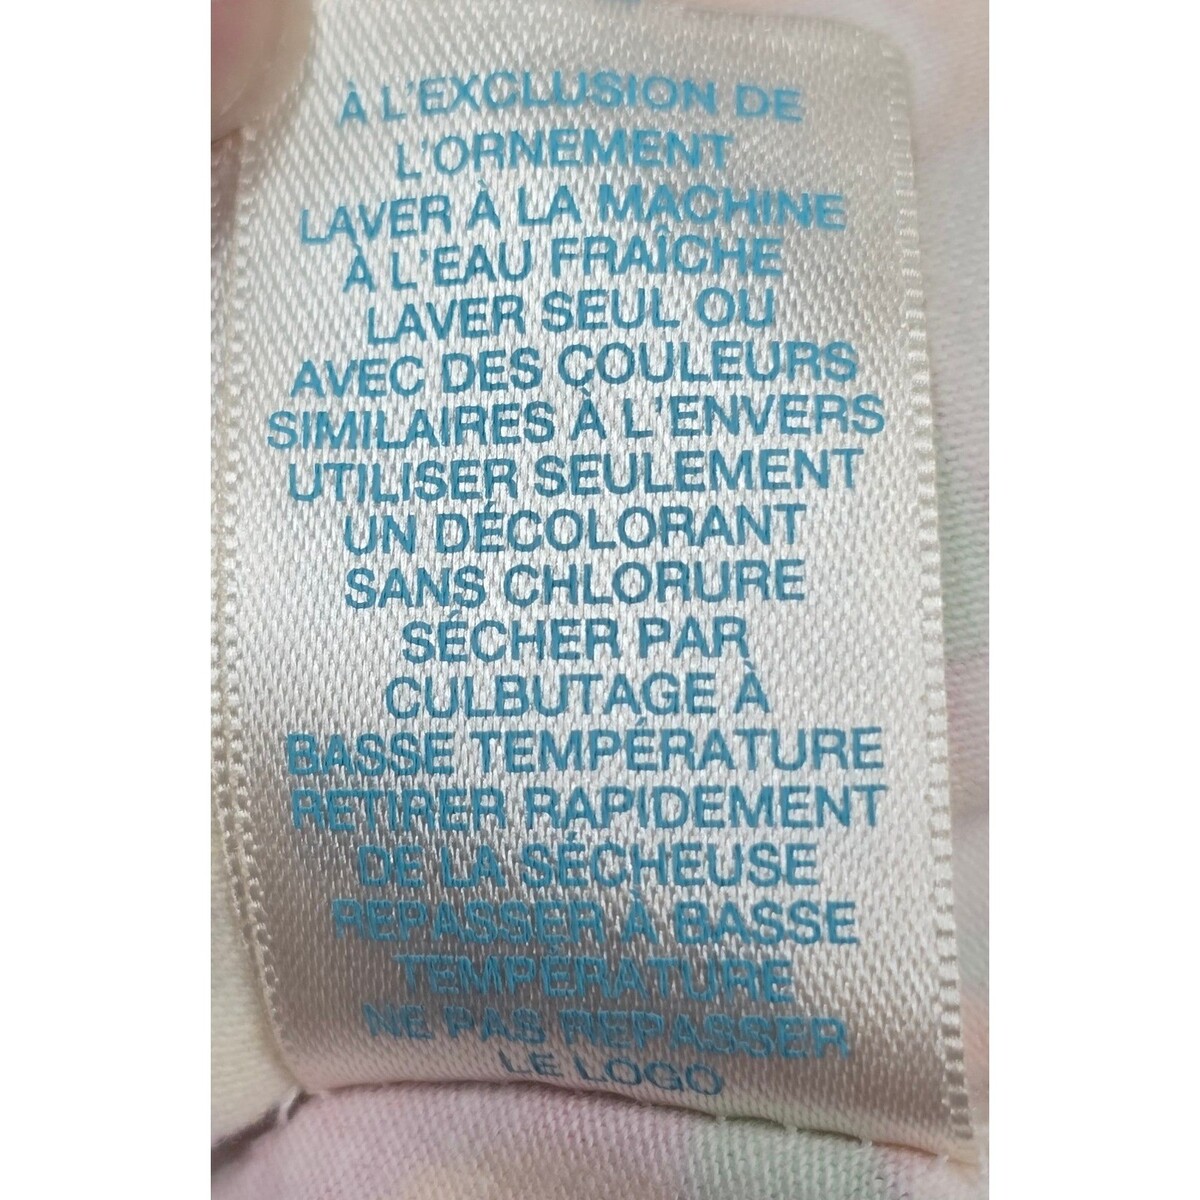 À L'EXCLUSION DE
L'ORNEMENT
LAVER À LA MACHINE
À L'EAU FRAÎCHE
LAVER SEUL OU
AVEC DES COULEURS
SIMILAIRES À L'ENVERS
UTILISER SEULEMENT
UN DÉCOLORANT
SANS CHLORURE
SÉCHER PAR
CULBUTAGE À
BASSE TEMPÉRATURE
RETIRER RAPIDEMENT
DE LA SÉCHEUSE
REPASSER À BASSE
TEMPÉRATURE
NE PAS REPASSER
LE LOGO